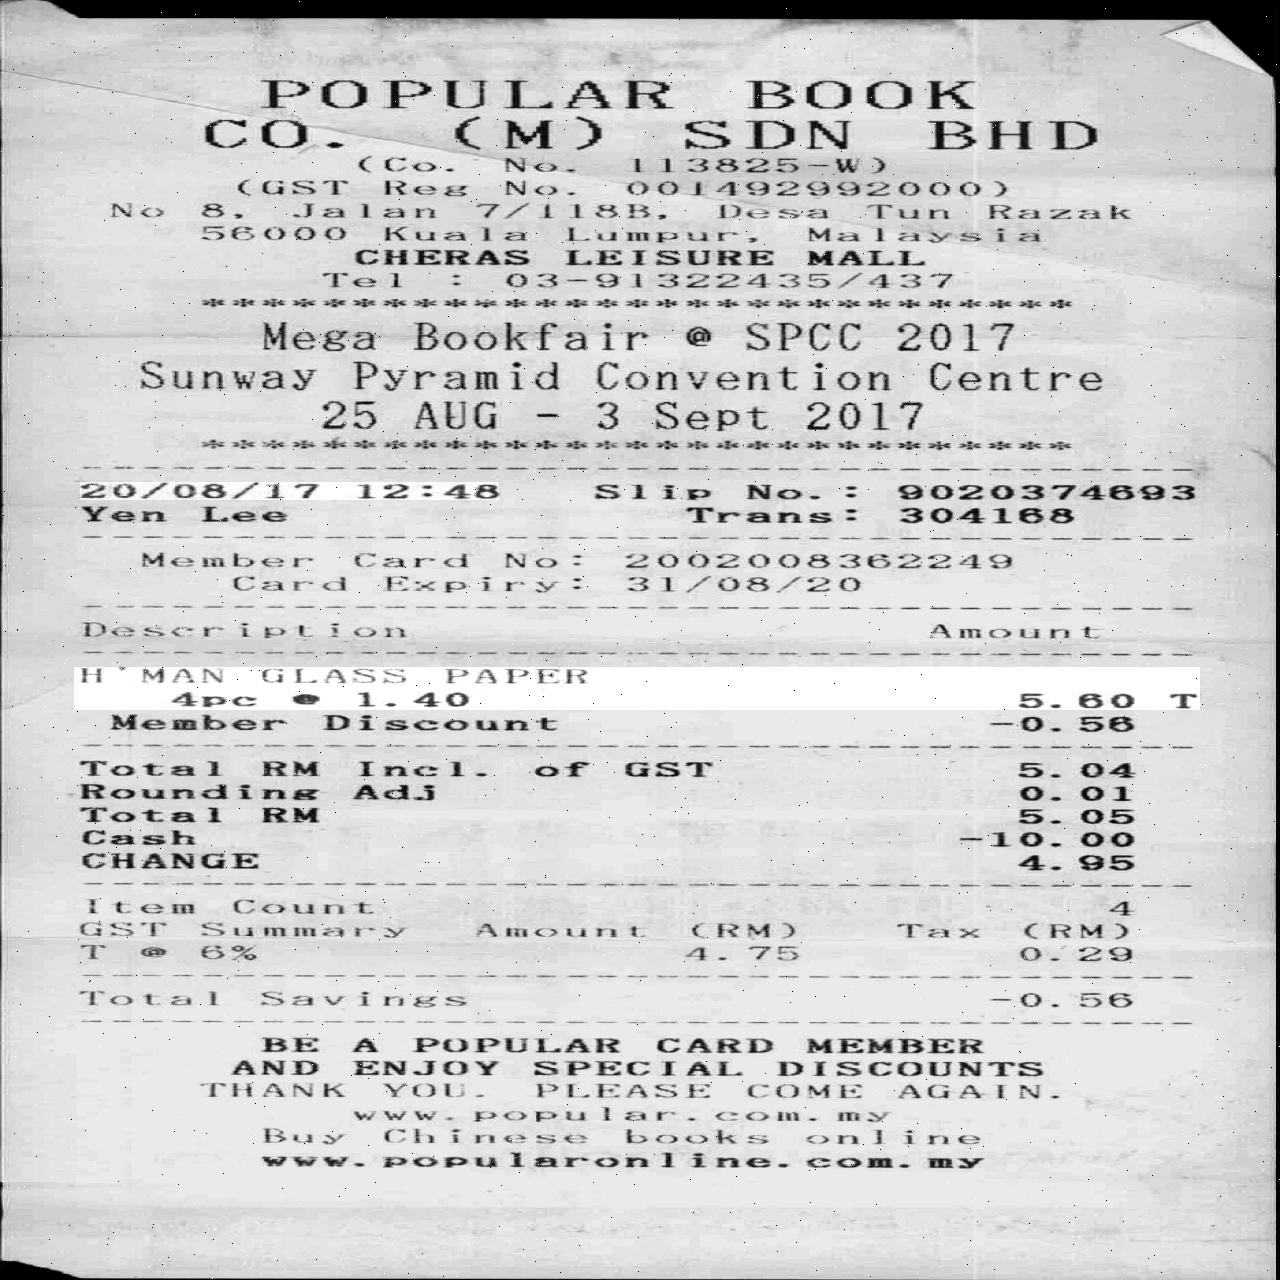 POPULAR BOOK
CO. (M) SDN BHD
(Co. No. 113825-W)
(GST Reg No. 001492992000)
No 8, Jalan 7/118B, Desa Tun Razak
56000 Kuala Lumpur, Malaysia
CHERAS LEISURE MALL
Tel : 03-91322435/437
**************************************
Mega Bookfair @ SPCC 2017
Sunway Pyramid Convention Centre
25 AUG - 3 Sept 2017
**************************************
20/08/17 12:48 Slip No.: 9020374693
Yen Lee Trans: 304168
Member Card No: 2002008362249
Card Expiry: 31/08/20
Description Amount
H'MAN GLASS PAPER
4pc @ 1.40 5.60 T
Member Discount -0.56
Total RM Incl. of GST 5.04
Rounding Adj 0.01
Total RM 5.05
Cash -10.00
CHANGE 4.95
Item Count 4
GST Summary Amount (RM) Tax (RM)
T @ 6% 4.75 0.29
Total Savings -0.56
BE A POPULAR CARD MEMBER
AND ENJOY SPECIAL DISCOUNTS
THANK YOU. PLEASE COME AGAIN.
www.popular.com.my
Buy Chinese books online
www.popularonline.com.my